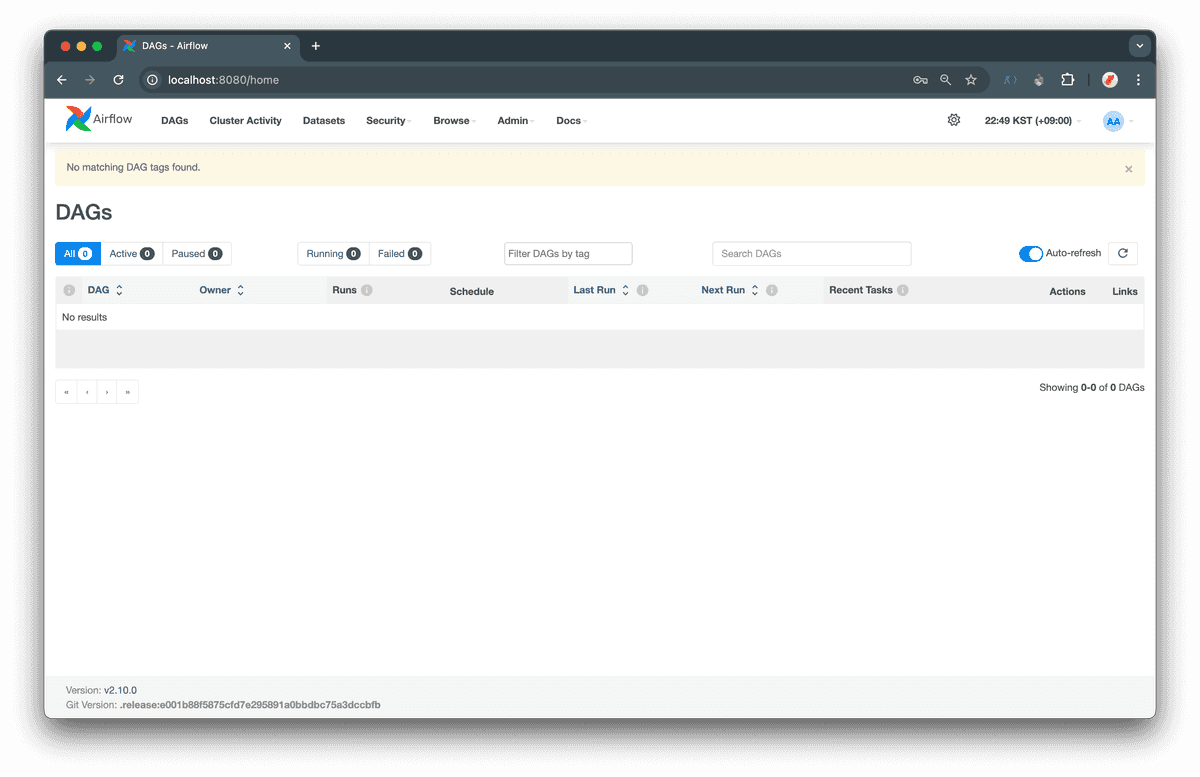 DAGs - Airflow
localhost:8080/home
Airflow DAGs Cluster Activity Datasets Security Browse Admin Docs 22:49 KST (+09:00) AA
No matching DAG tags found. ×
DAGs
All 0 Active 0 Paused 0 Running 0 Failed 0 Filter DAGs by tag Search DAGs Auto-refresh
DAG Owner Runs Schedule Last Run Next Run Recent Tasks Actions Links
No results
« ‹ › » Showing 0-0 of 0 DAGs
Version: v2.10.0
Git Version: .release:e001b88f5875cfd7e295891a0bbdbc75a3dccbfb